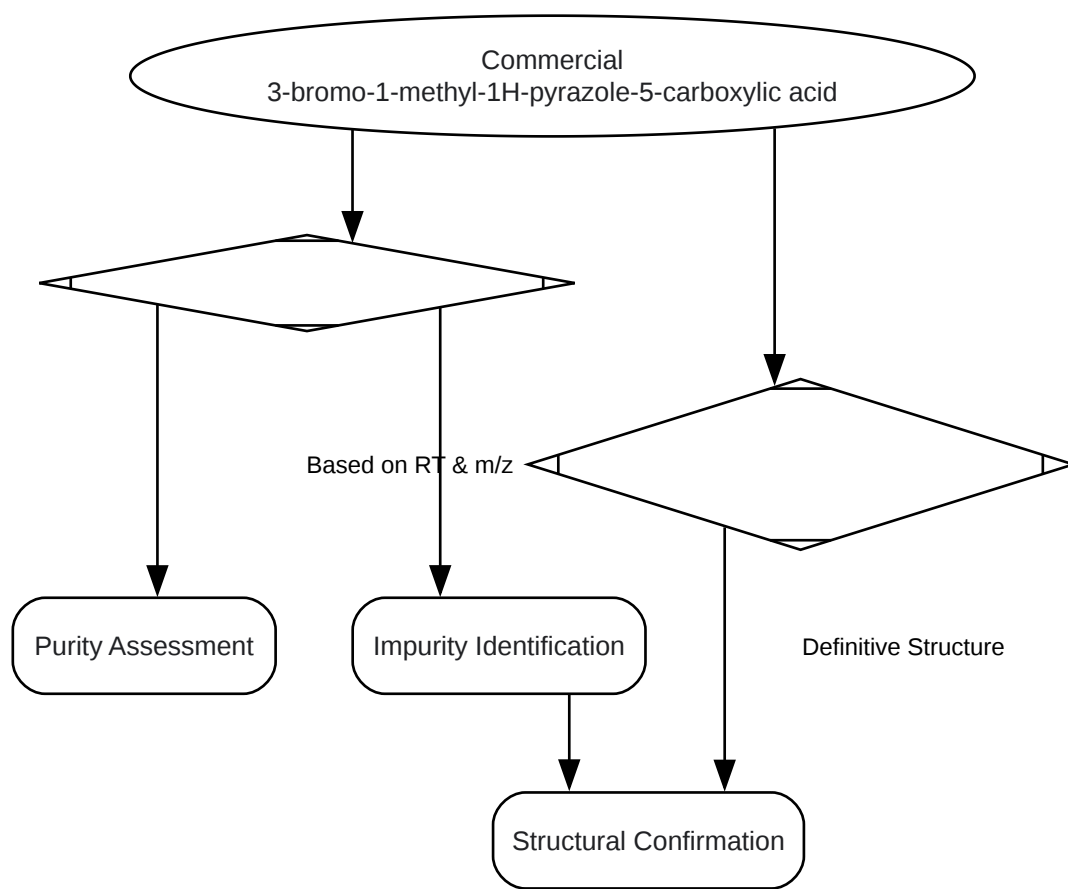 Commercial
3-bromo-1-methyl-1H-pyrazole-5-carboxylic acid
Based on RT & m/z
Purity Assessment
Impurity Identification
Definitive Structure
Structural Confirmation